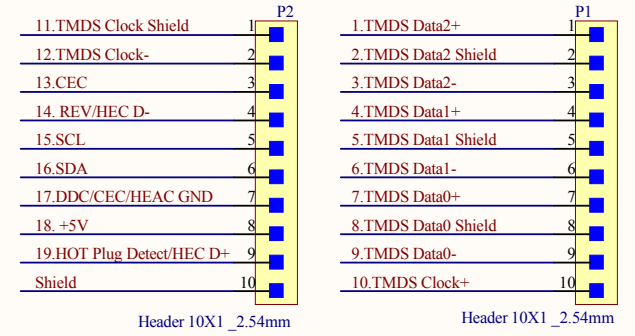 P2
11.TMDS Clock Shield 1
12.TMDS Clock- 2
13.CEC 3
14. REV/HEC D- 4
15.SCL 5
16.SDA 6
17.DDC/CEC/HEAC GND 7
18. +5V 8
19.HOT Plug Detect/HEC D+ 9
Shield 10
Header 10X1 _2.54mm
P1
1.TMDS Data2+ 1
2.TMDS Data2 Shield 2
3.TMDS Data2- 3
4.TMDS Data1+ 4
5.TMDS Data1 Shield 5
6.TMDS Data1- 6
7.TMDS Data0+ 7
8.TMDS Data0 Shield 8
9.TMDS Data0- 9
10.TMDS Clock+ 10
Header 10X1 _2.54mm